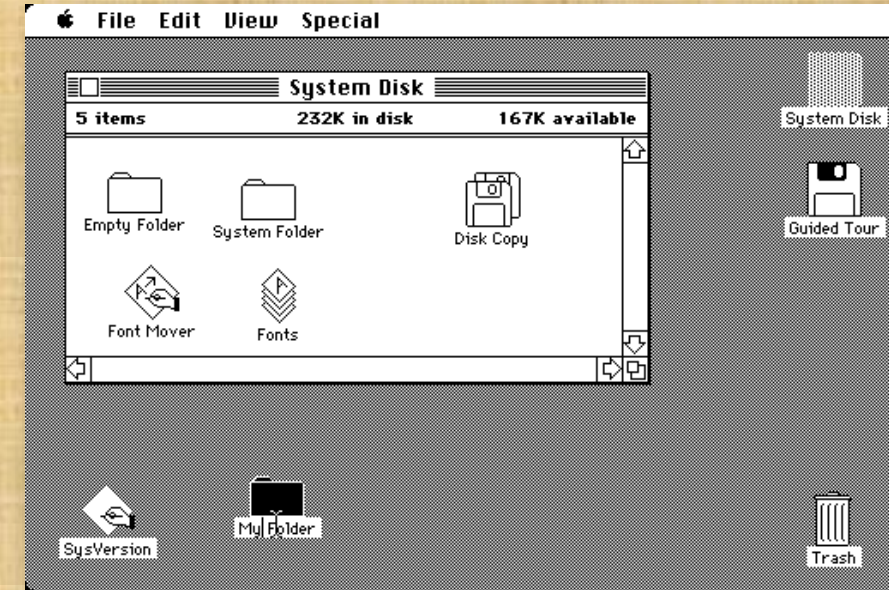 File Edit View Special
System Disk
5 items 232K in disk 167K available
Empty Folder
System Folder
Disk Copy
Font Mover
Fonts
System Disk
Guided Tour
SysVersion
My Folder
Trash